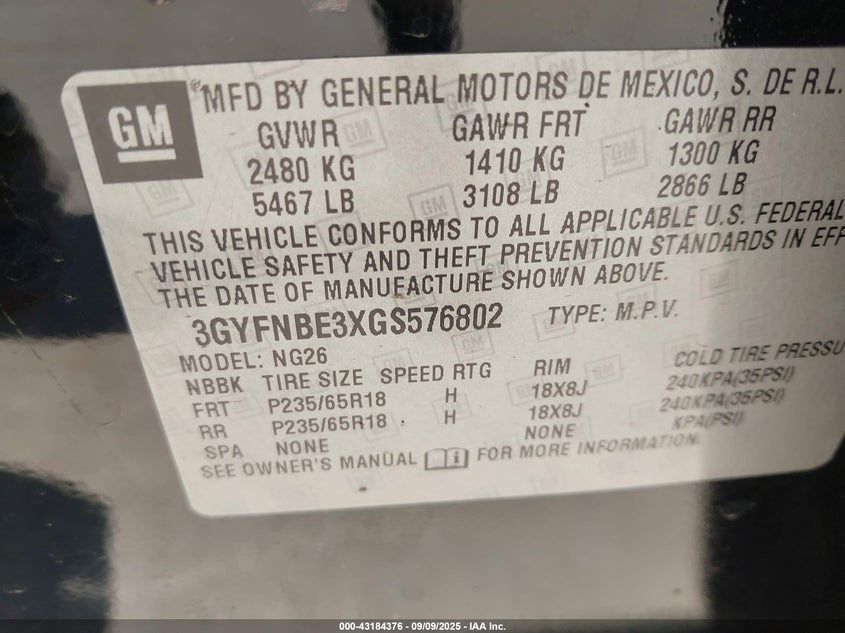 GM
®MFD BY GENERAL MOTORS DE MEXICO, S. DE R.L.
GVWR GAWR FRT GAWR RR
2480 KG 1410 KG 1300 KG
5467 LB 3108 LB 2866 LB
THIS VEHICLE CONFORMS TO ALL APPLICABLE U.S. FEDERAL
VEHICLE SAFETY AND THEFT PREVENTION STANDARDS IN EFF
THE DATE OF MANUFACTURE SHOWN ABOVE.
3GYFNBE3XGS576802 TYPE: M.P.V.
MODEL: NG26
NBBK TIRE SIZE SPEED RTG RIM COLD TIRE PRESSU
FRT P235/65R18 H 18X8J 240KPA(35PSI)
RR P235/65R18 H 18X8J 240KPA(35PSI)
SPA NONE NONE KPA(PSI)
SEE OWNER'S MANUAL FOR MORE INFORMATION.
000-43184376 - 09/09/2025 - IAA Inc.